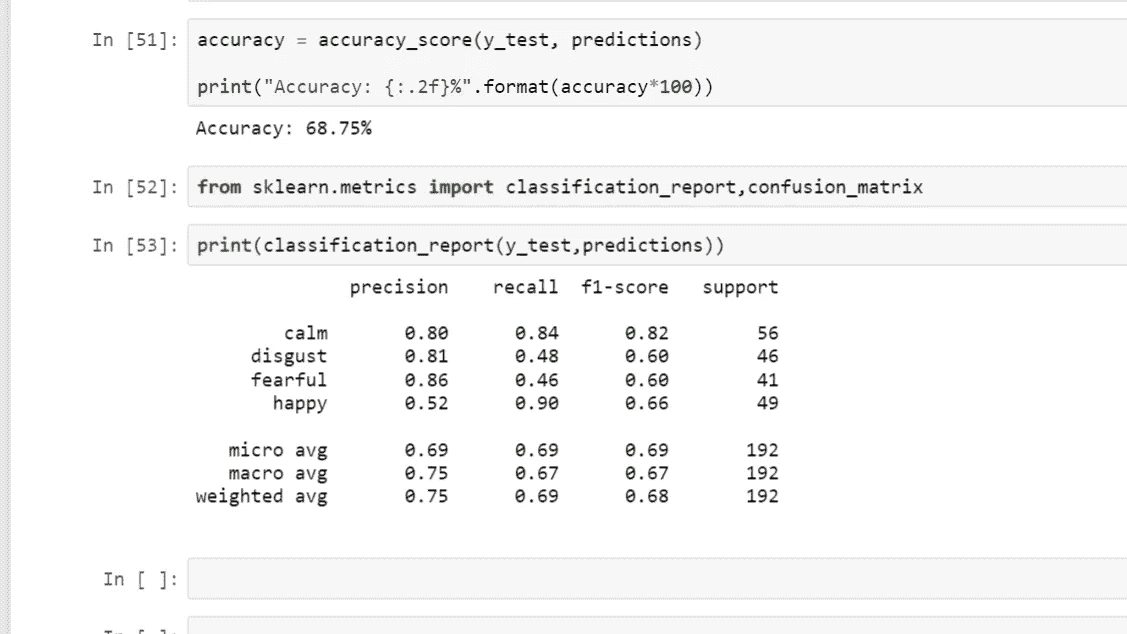 In [51]: accuracy = accuracy_score(y_test, predictions)
print("Accuracy: {:.2f}%".format(accuracy*100))
Accuracy: 68.75%
In [52]: from sklearn.metrics import classification_report,confusion_matrix
In [53]: print(classification_report(y_test,predictions))
precision recall f1-score support
calm 0.80 0.84 0.82 56
disgust 0.81 0.48 0.60 46
fearful 0.86 0.46 0.60 41
happy 0.52 0.90 0.66 49
micro avg 0.69 0.69 0.69 192
macro avg 0.75 0.67 0.67 192
weighted avg 0.75 0.69 0.68 192
In [ ]: